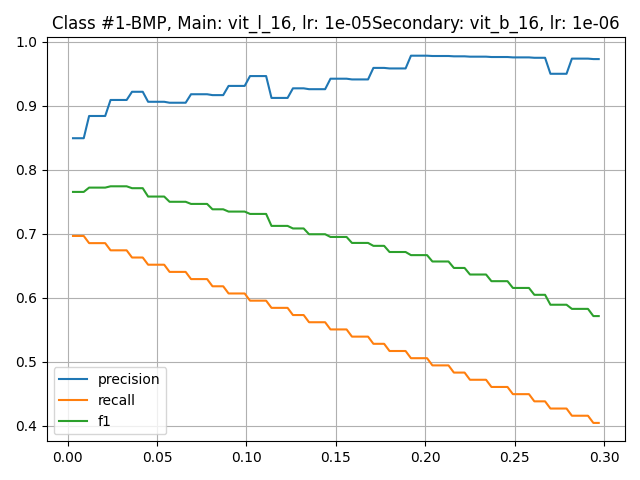 Class #1-BMP, Main: vit_l_16, lr: 1e-05Secondary: vit_b_16, lr: 1e-06
1.0
0.9
0.8
0.7
0.6
0.5
0.4
precision
recall
f1
0.00 0.05 0.10 0.15 0.20 0.25 0.30